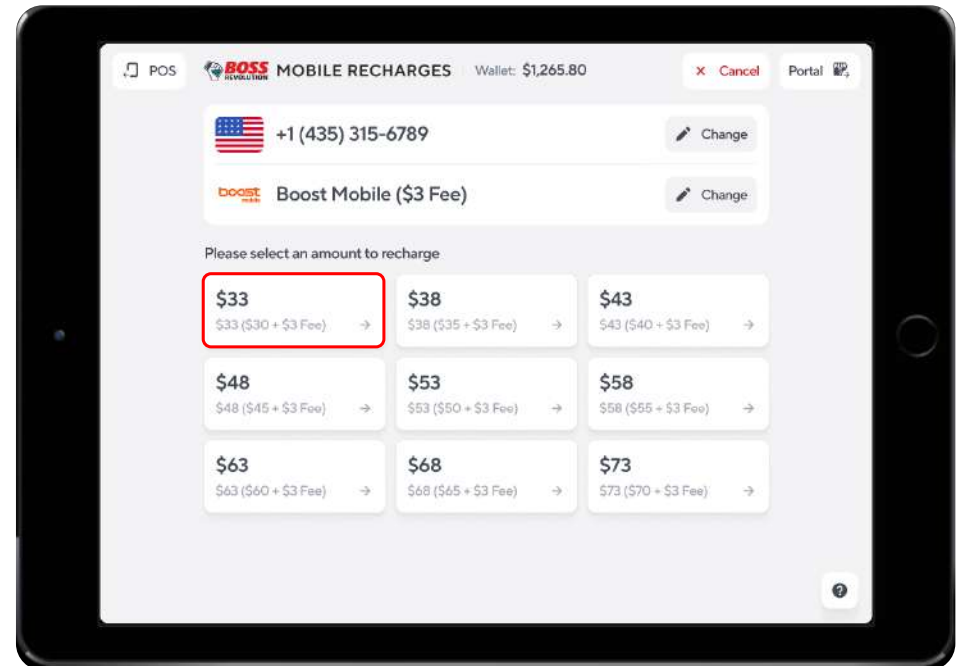 POS
BOSS REVOLUTION MOBILE RECHARGES Wallet: $1,265.80
× Cancel
Portal
+1 (435) 315-6789
Change
boost mobile Boost Mobile ($3 Fee)
Change
Please select an amount to recharge
$33
$33 ($30 + $3 Fee) →
$38
$38 ($35 + $3 Fee) →
$43
$43 ($40 + $3 Fee) →
$48
$48 ($45 + $3 Fee) →
$53
$53 ($50 + $3 Fee) →
$58
$58 ($55 + $3 Fee) →
$63
$63 ($60 + $3 Fee) →
$68
$68 ($65 + $3 Fee) →
$73
$73 ($70 + $3 Fee) →
?